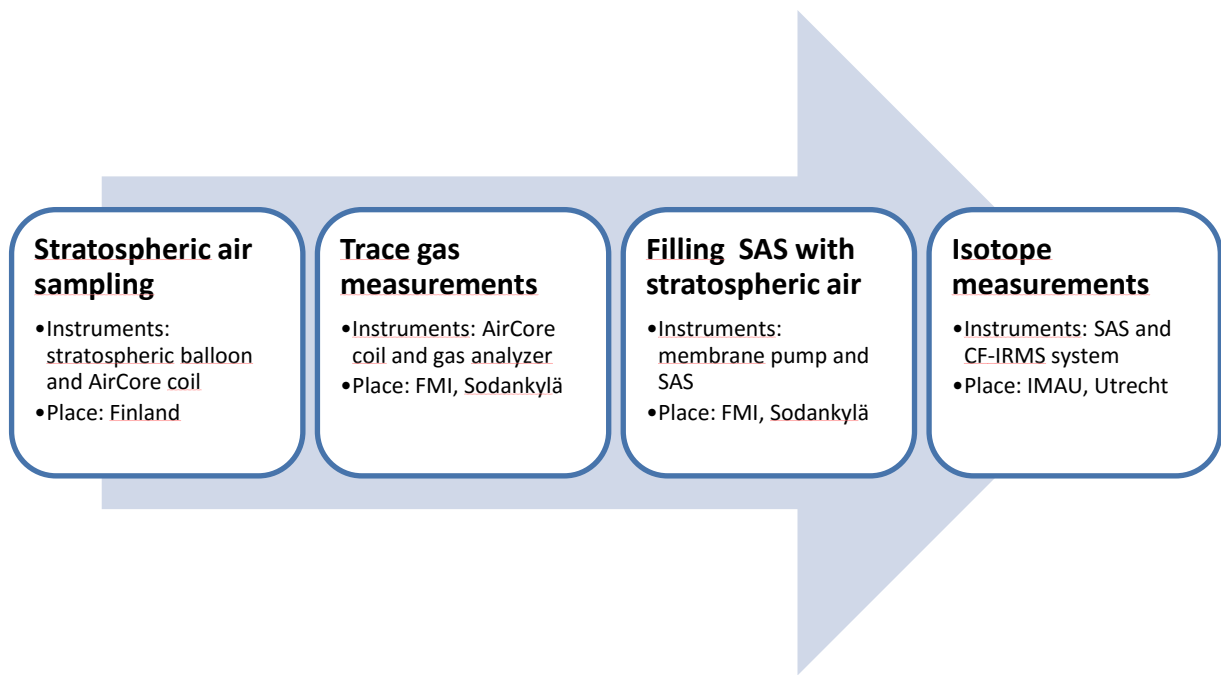 Stratospheric air
sampling
•Instruments:
stratospheric balloon
and AirCore coil
•Place: Finland
Trace gas
measurements
•Instruments: AirCore
coil and gas analyzer
•Place: FMI, Sodankylä
Filling  SAS with
stratospheric air
•Instruments:
membrane pump and
SAS
•Place: FMI, Sodankylä
Isotope
measurements
•Instruments: SAS and
CF-IRMS system
•Place: IMAU, Utrecht